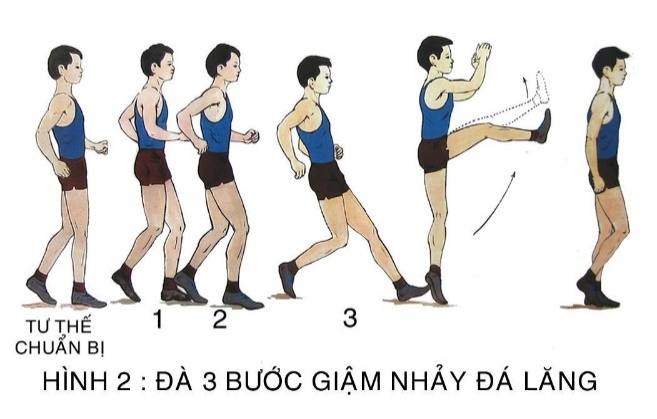 TƯ THẾ
CHUẨN BỊ
1 2 3
HÌNH 2 : ĐÀ 3 BƯỚC GIẬM NHẢY ĐÁ LĂNG